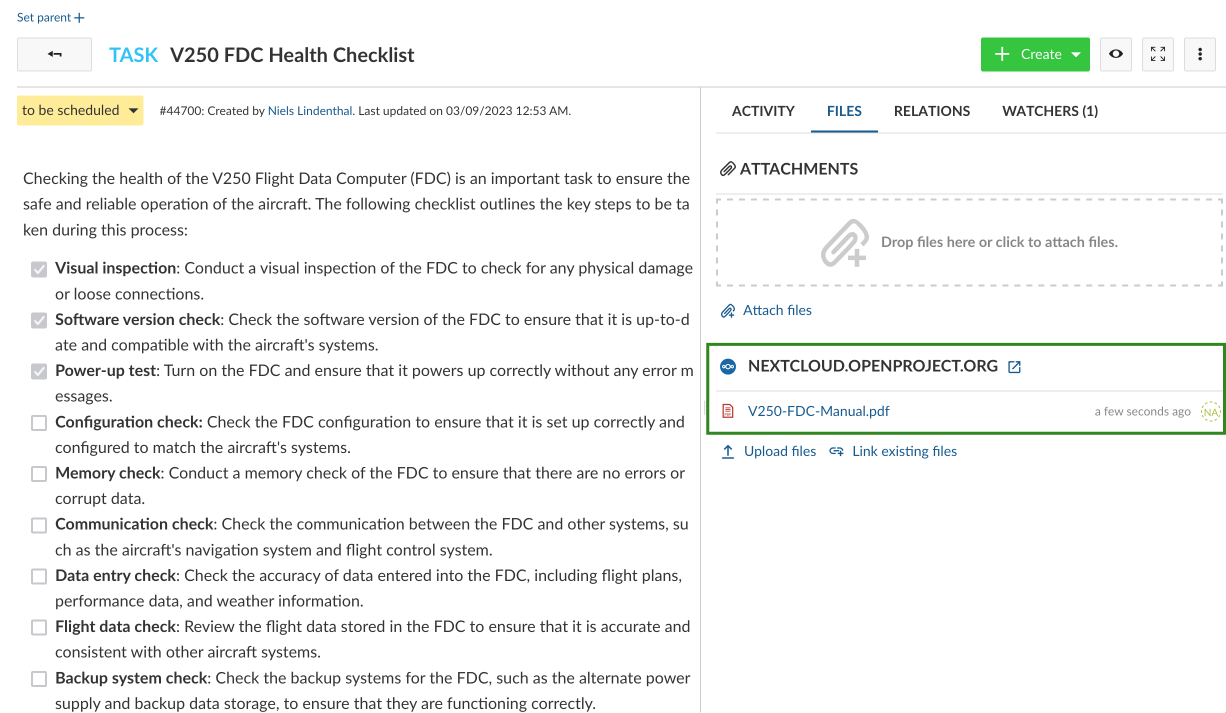 Set parent +
TASK V250 FDC Health Checklist
+ Create
to be scheduled
#44700: Created by Niels Lindenthal. Last updated on 03/09/2023 12:53 AM.
Checking the health of the V250 Flight Data Computer (FDC) is an important task to ensure the
safe and reliable operation of the aircraft. The following checklist outlines the key steps to be ta
ken during this process:
Visual inspection: Conduct a visual inspection of the FDC to check for any physical damage
or loose connections.
Software version check: Check the software version of the FDC to ensure that it is up-to-d
ate and compatible with the aircraft's systems.
Power-up test: Turn on the FDC and ensure that it powers up correctly without any error m
essages.
Configuration check: Check the FDC configuration to ensure that it is set up correctly and
configured to match the aircraft's systems.
Memory check: Conduct a memory check of the FDC to ensure that there are no errors or
corrupt data.
Communication check: Check the communication between the FDC and other systems, su
ch as the aircraft's navigation system and flight control system.
Data entry check: Check the accuracy of data entered into the FDC, including flight plans,
performance data, and weather information.
Flight data check: Review the flight data stored in the FDC to ensure that it is accurate and
consistent with other aircraft systems.
Backup system check: Check the backup systems for the FDC, such as the alternate power
supply and backup data storage, to ensure that they are functioning correctly.
ACTIVITY FILES RELATIONS WATCHERS (1)
ATTACHMENTS
Drop files here or click to attach files.
Attach files
NEXTCLOUD.OPENPROJECT.ORG
V250-FDC-Manual.pdf a few seconds ago NA
Upload files Link existing files